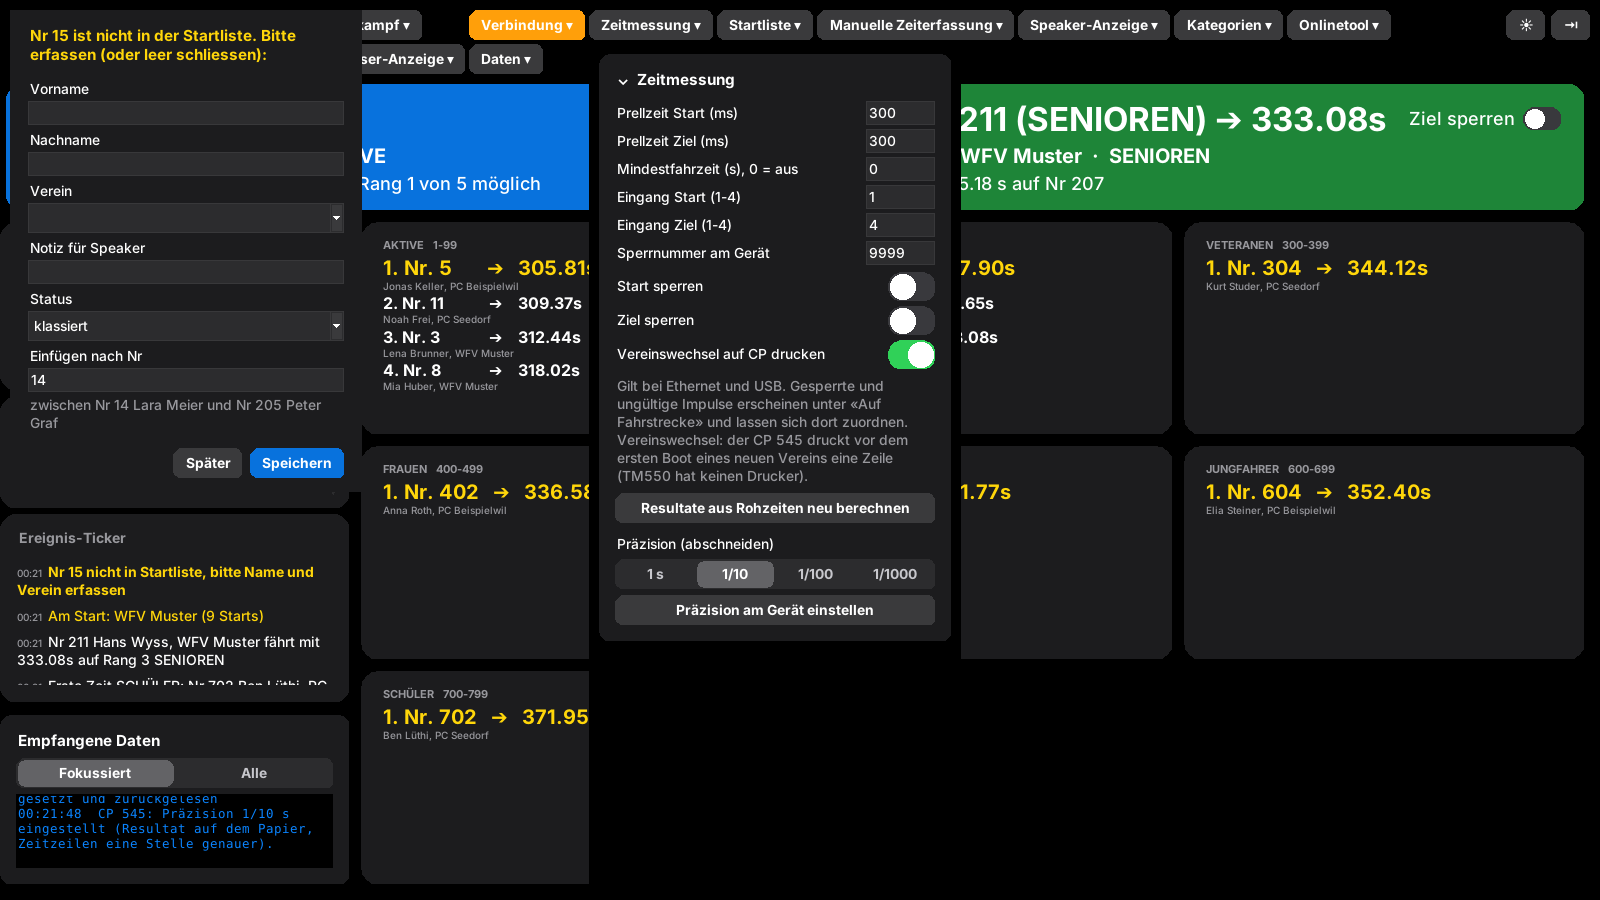 Nr 15 ist nicht in der Startliste. Bitte
erfassen (oder leer schliessen):
Vorname
Nachname
Verein
Notiz für Speaker
Status
klassiert
Einfügen nach Nr
14
zwischen Nr 14 Lara Meier und Nr 205 Peter
Graf
Später
Speichern
Verbindung ▾
Zeitmessung ▾
Startliste ▾
Manuelle Zeiterfassung ▾
Speaker-Anzeige ▾
Kategorien ▾
Onlinetool ▾
ser-Anzeige ▾
Daten ▾
VE
Rang 1 von 5 möglich
211 (SENIOREN) ➔ 333.08s
Ziel sperren
WFV Muster · SENIOREN
5.18 s auf Nr 207
Zeitmessung
Prellzeit Start (ms)
300
Prellzeit Ziel (ms)
300
Mindestfahrzeit (s), 0 = aus
0
Eingang Start (1-4)
1
Eingang Ziel (1-4)
4
Sperrnummer am Gerät
9999
Start sperren
Ziel sperren
Vereinswechsel auf CP drucken
Gilt bei Ethernet und USB. Gesperrte und
ungültige Impulse erscheinen unter «Auf
Fahrstrecke» und lassen sich dort zuordnen.
Vereinswechsel: der CP 545 druckt vor dem
ersten Boot eines neuen Vereins eine Zeile
(TM550 hat keinen Drucker).
Resultate aus Rohzeiten neu berechnen
Präzision (abschneiden)
1 s
1/10
1/100
1/1000
Präzision am Gerät einstellen
AKTIVE 1-99
1. Nr. 5 ➔ 305.81s
Jonas Keller, PC Beispielwil
2. Nr. 11 ➔ 309.37s
Noah Frei, PC Seedorf
3. Nr. 3 ➔ 312.44s
Lena Brunner, WFV Muster
4. Nr. 8 ➔ 318.02s
Mia Huber, WFV Muster
7.90s
.65s
3.08s
VETERANEN 300-399
1. Nr. 304 ➔ 344.12s
Kurt Studer, PC Seedorf
FRAUEN 400-499
1. Nr. 402 ➔ 336.58
Anna Roth, PC Beispielwil
1.77s
JUNGFAHRER 600-699
1. Nr. 604 ➔ 352.40s
Elia Steiner, PC Beispielwil
SCHÜLER 700-799
1. Nr. 702 ➔ 371.95
Ben Lüthi, PC Seedorf
Ereignis-Ticker
00:21 Nr 15 nicht in Startliste, bitte Name und
Verein erfassen
00:21 Am Start: WFV Muster (9 Starts)
00:21 Nr 211 Hans Wyss, WFV Muster fährt mit
333.08s auf Rang 3 SENIOREN
Erste Zeit SCHÜLER: Nr 702 Ben Lüthi, PC
Empfangene Daten
Fokussiert
Alle
gesetzt und zurückgelesen
00:21:48 CP 545: Präzision 1/10 s
eingestellt (Resultat auf dem Papier,
Zeitzeilen eine Stelle genauer).